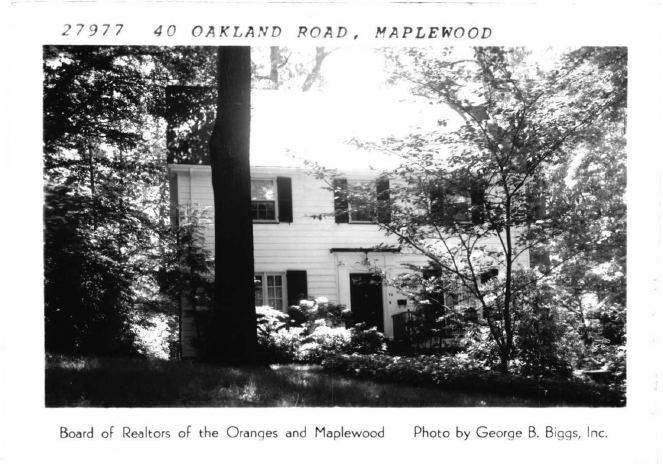 27977 40 OAKLAND ROAD, MAPLEWOOD
Board of Realtors of the Oranges and Maplewood Photo by George B. Biggs, Inc.